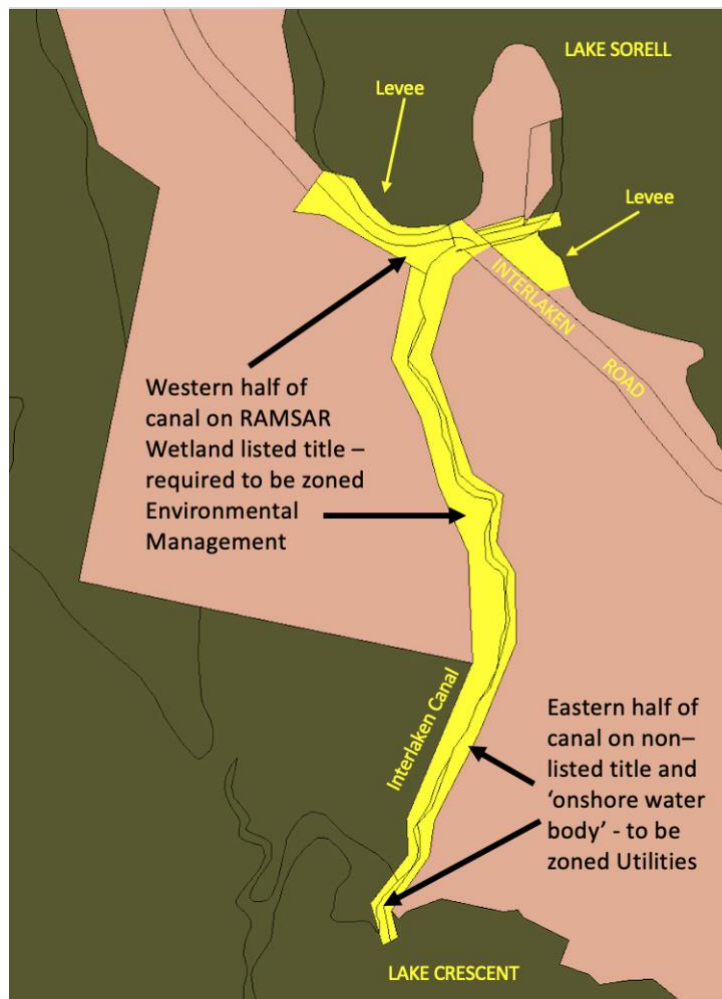 LAKE SORELL
Levee
Levee
INTERLAKEN
ROAD
Western half of
canal on RAMSAR
Wetland listed title –
required to be zoned
Environmental
Management
Interlaken Canal
Eastern half of
canal on non–
listed title and
‘onshore water
body’ - to be
zoned Utilities
LAKE CRESCENT